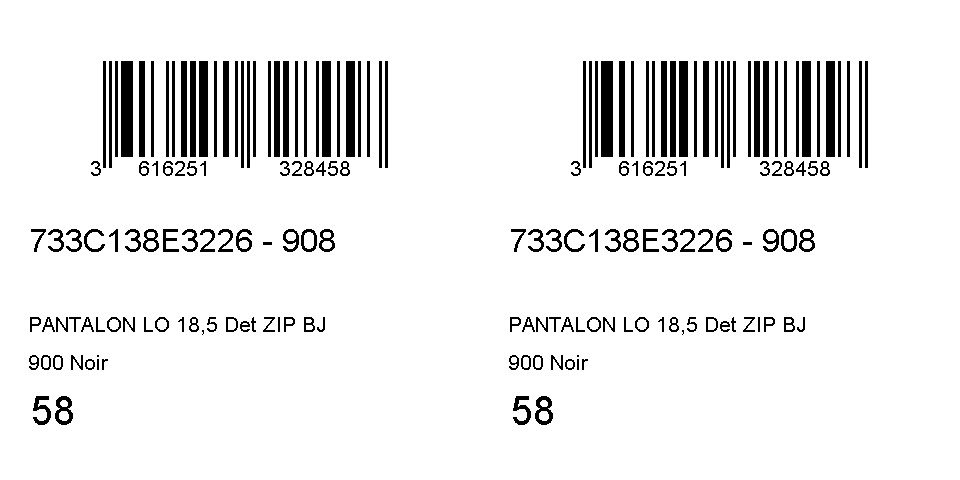 3 616251 328458
733C138E3226 - 908
PANTALON LO 18,5 Det ZIP BJ
900 Noir
58
3 616251 328458
733C138E3226 - 908
PANTALON LO 18,5 Det ZIP BJ
900 Noir
58